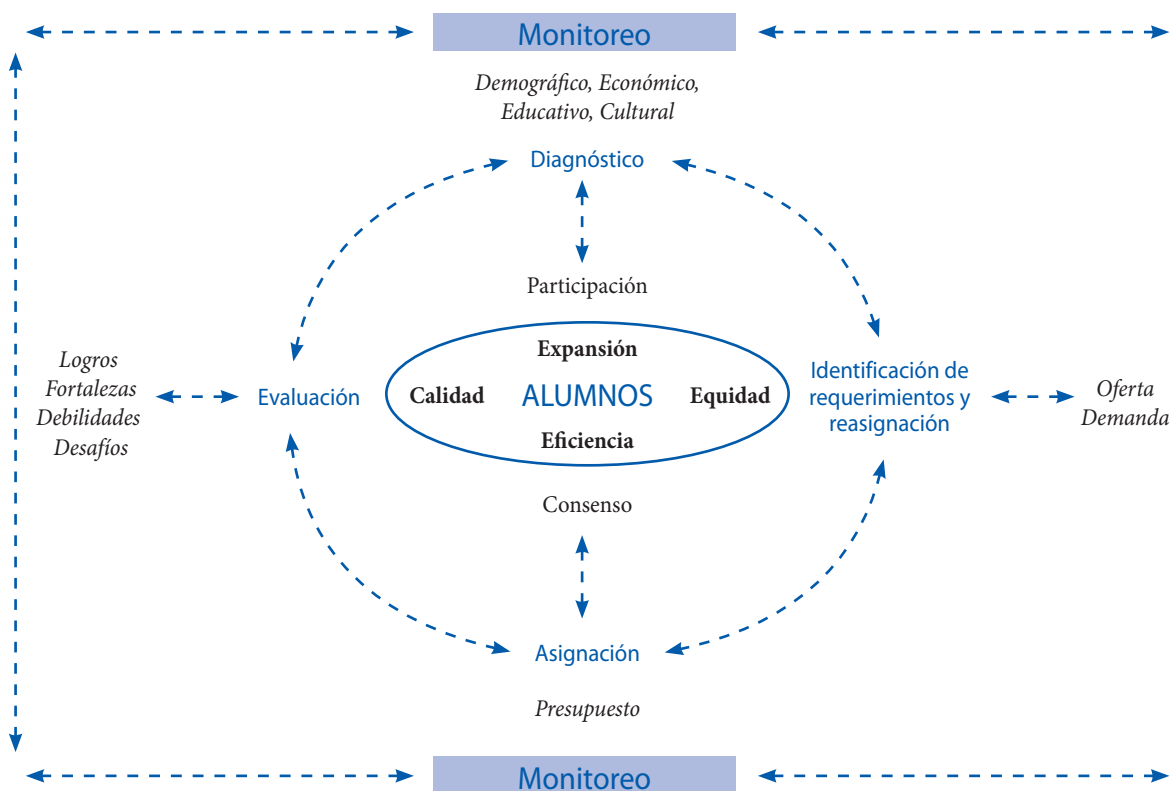 Monitoreo
Demográfico, Económico,
Educativo, Cultural
Diagnóstico
Participación
Expansión
Calidad
ALUMNOS
Equidad
Eficiencia
Logros
Fortalezas
Debilidades
Desafíos
Evaluación
Identificación de
requerimientos y
reasignación
Oferta
Demanda
Consenso
Asignación
Presupuesto
Monitoreo